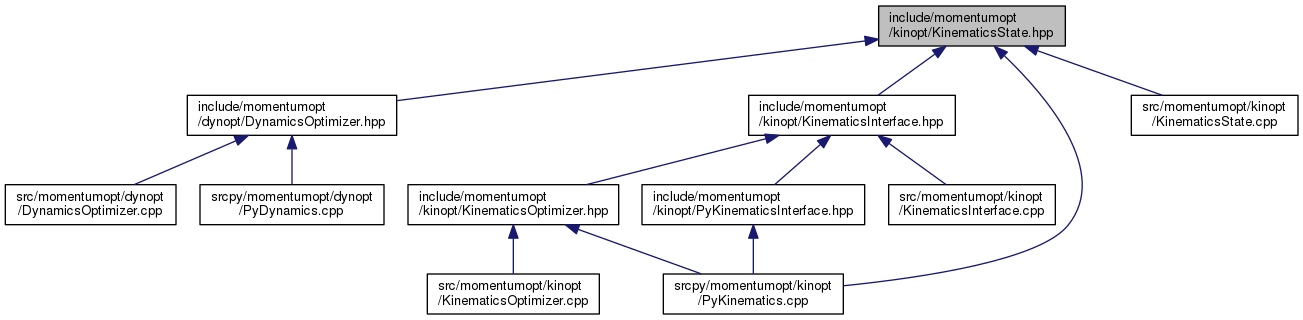 include/momentumopt
/kinopt/KinematicsState.hpp
include/momentumopt
/dynopt/DynamicsOptimizer.hpp
include/momentumopt
/kinopt/KinematicsInterface.hpp
src/momentumopt/kinopt
/KinematicsState.cpp
src/momentumopt/dynopt
/DynamicsOptimizer.cpp
srcpy/momentumopt/dynopt
/PyDynamics.cpp
include/momentumopt
/kinopt/KinematicsOptimizer.hpp
include/momentumopt
/kinopt/PyKinematicsInterface.hpp
src/momentumopt/kinopt
/KinematicsInterface.cpp
src/momentumopt/kinopt
/KinematicsOptimizer.cpp
srcpy/momentumopt/kinopt
/PyKinematics.cpp